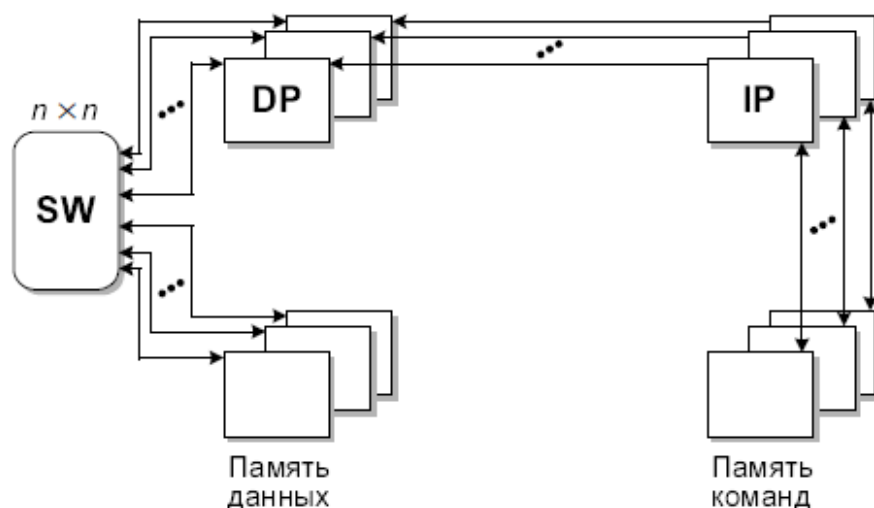 DP
IP
n × n
SW
Память
данных
Память
команд